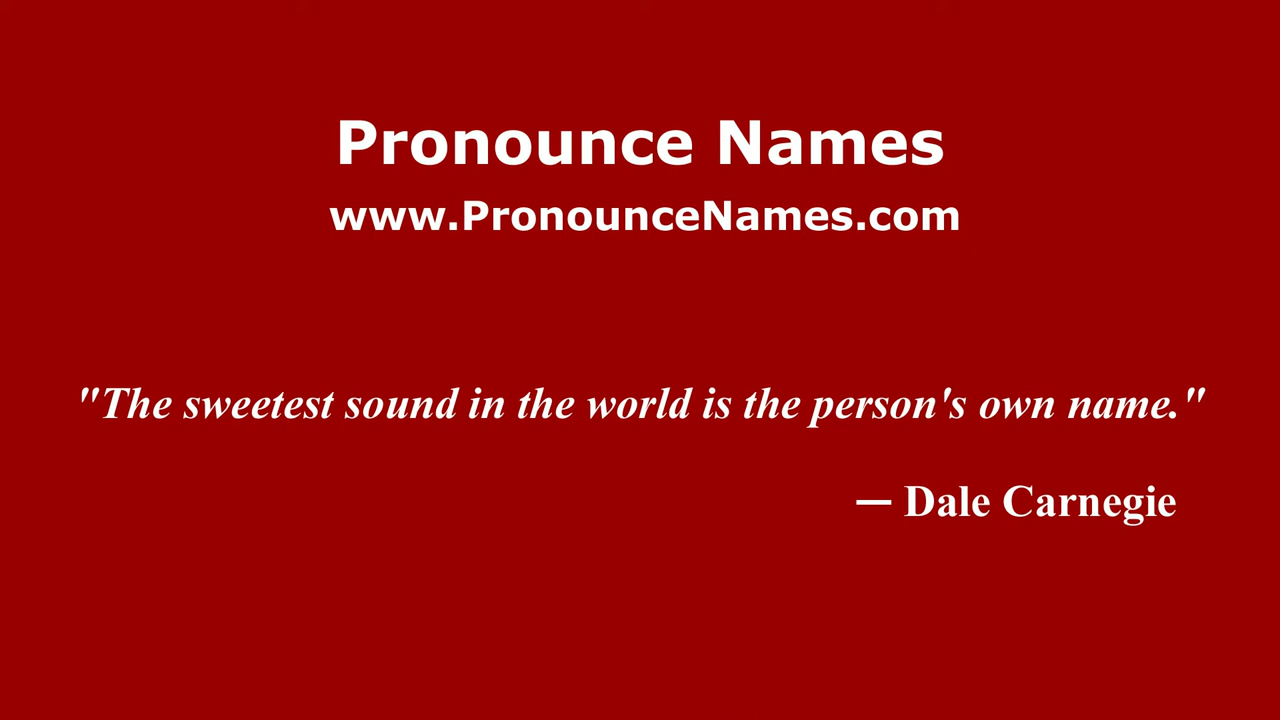 Pronounce Names
www.PronounceNames.com
"The sweetest sound in the world is the person's own name."
— Dale Carnegie